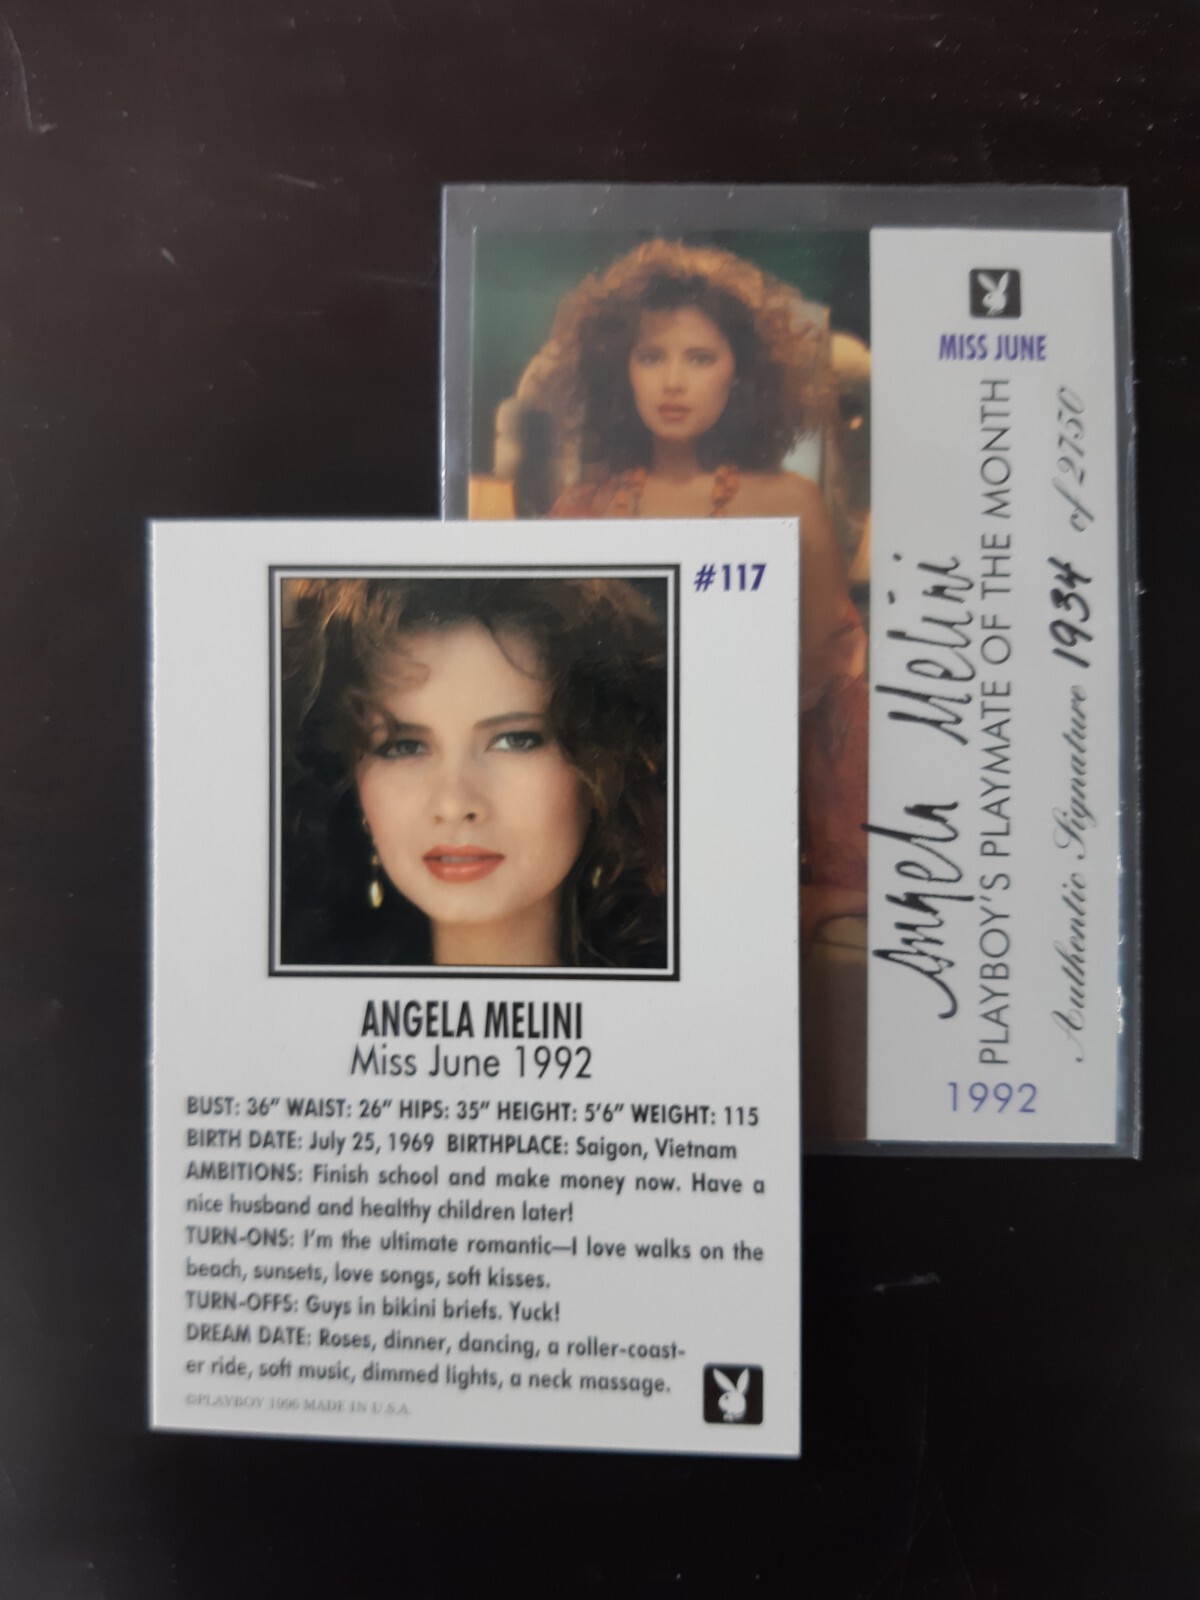 MISS JUNE
Angela Melini
PLAYBOY'S PLAYMATE OF THE MONTH
Authentic Signature 1934 of 2750
1992
#117
ANGELA MELINI
Miss June 1992
BUST: 36" WAIST: 26" HIPS: 35" HEIGHT: 5'6" WEIGHT: 115
BIRTH DATE: July 25, 1969 BIRTHPLACE: Saigon, Vietnam
AMBITIONS: Finish school and make money now. Have a
nice husband and healthy children later!
TURN-ONS: I'm the ultimate romantic—I love walks on the
beach, sunsets, love songs, soft kisses.
TURN-OFFS: Guys in bikini briefs. Yuck!
DREAM DATE: Roses, dinner, dancing, a roller-coast-
er ride, soft music, dimmed lights, a neck massage.
©PLAYBOY 1996 MADE IN U.S.A.